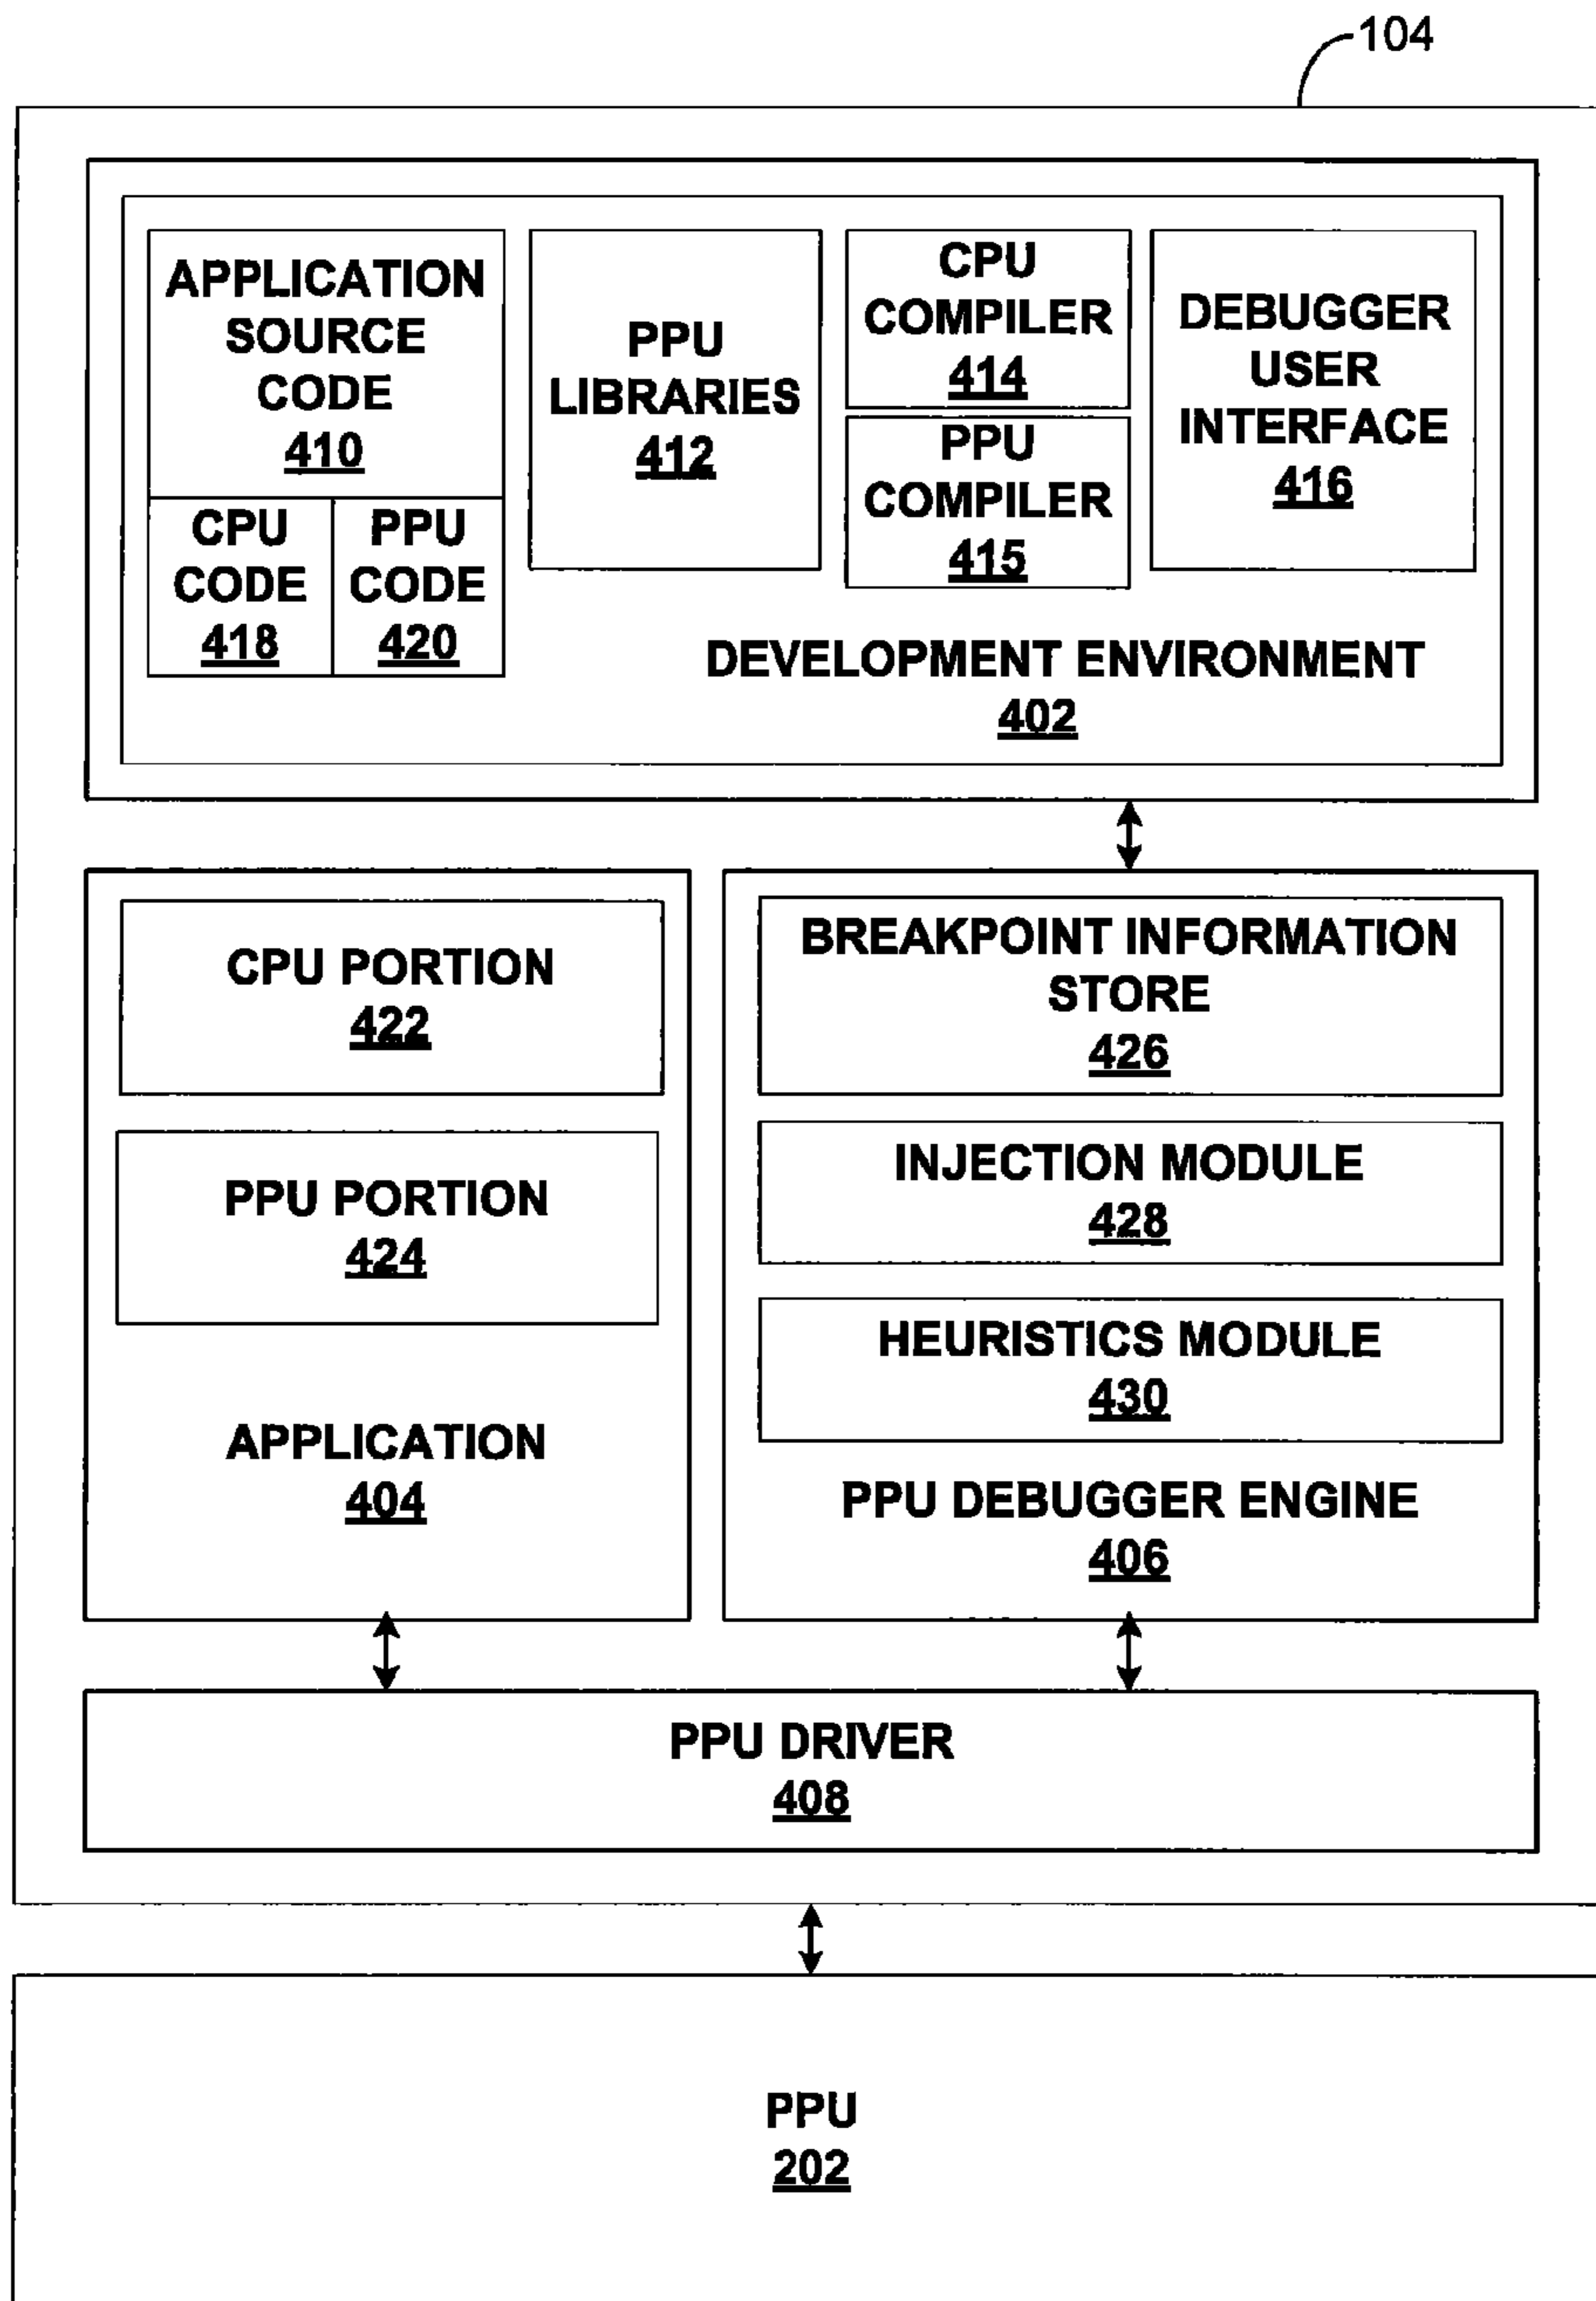 104
APPLICATION
SOURCE
CODE
410
CPU
CODE
418
PPU
CODE
420
PPU
LIBRARIES
412
CPU
COMPILER
414
PPU
COMPILER
415
DEBUGGER
USER
INTERFACE
416
DEVELOPMENT ENVIRONMENT
402
CPU PORTION
422
PPU PORTION
424
APPLICATION
404
BREAKPOINT INFORMATION
STORE
426
INJECTION MODULE
428
HEURISTICS MODULE
430
PPU DEBUGGER ENGINE
406
PPU DRIVER
408
PPU
202